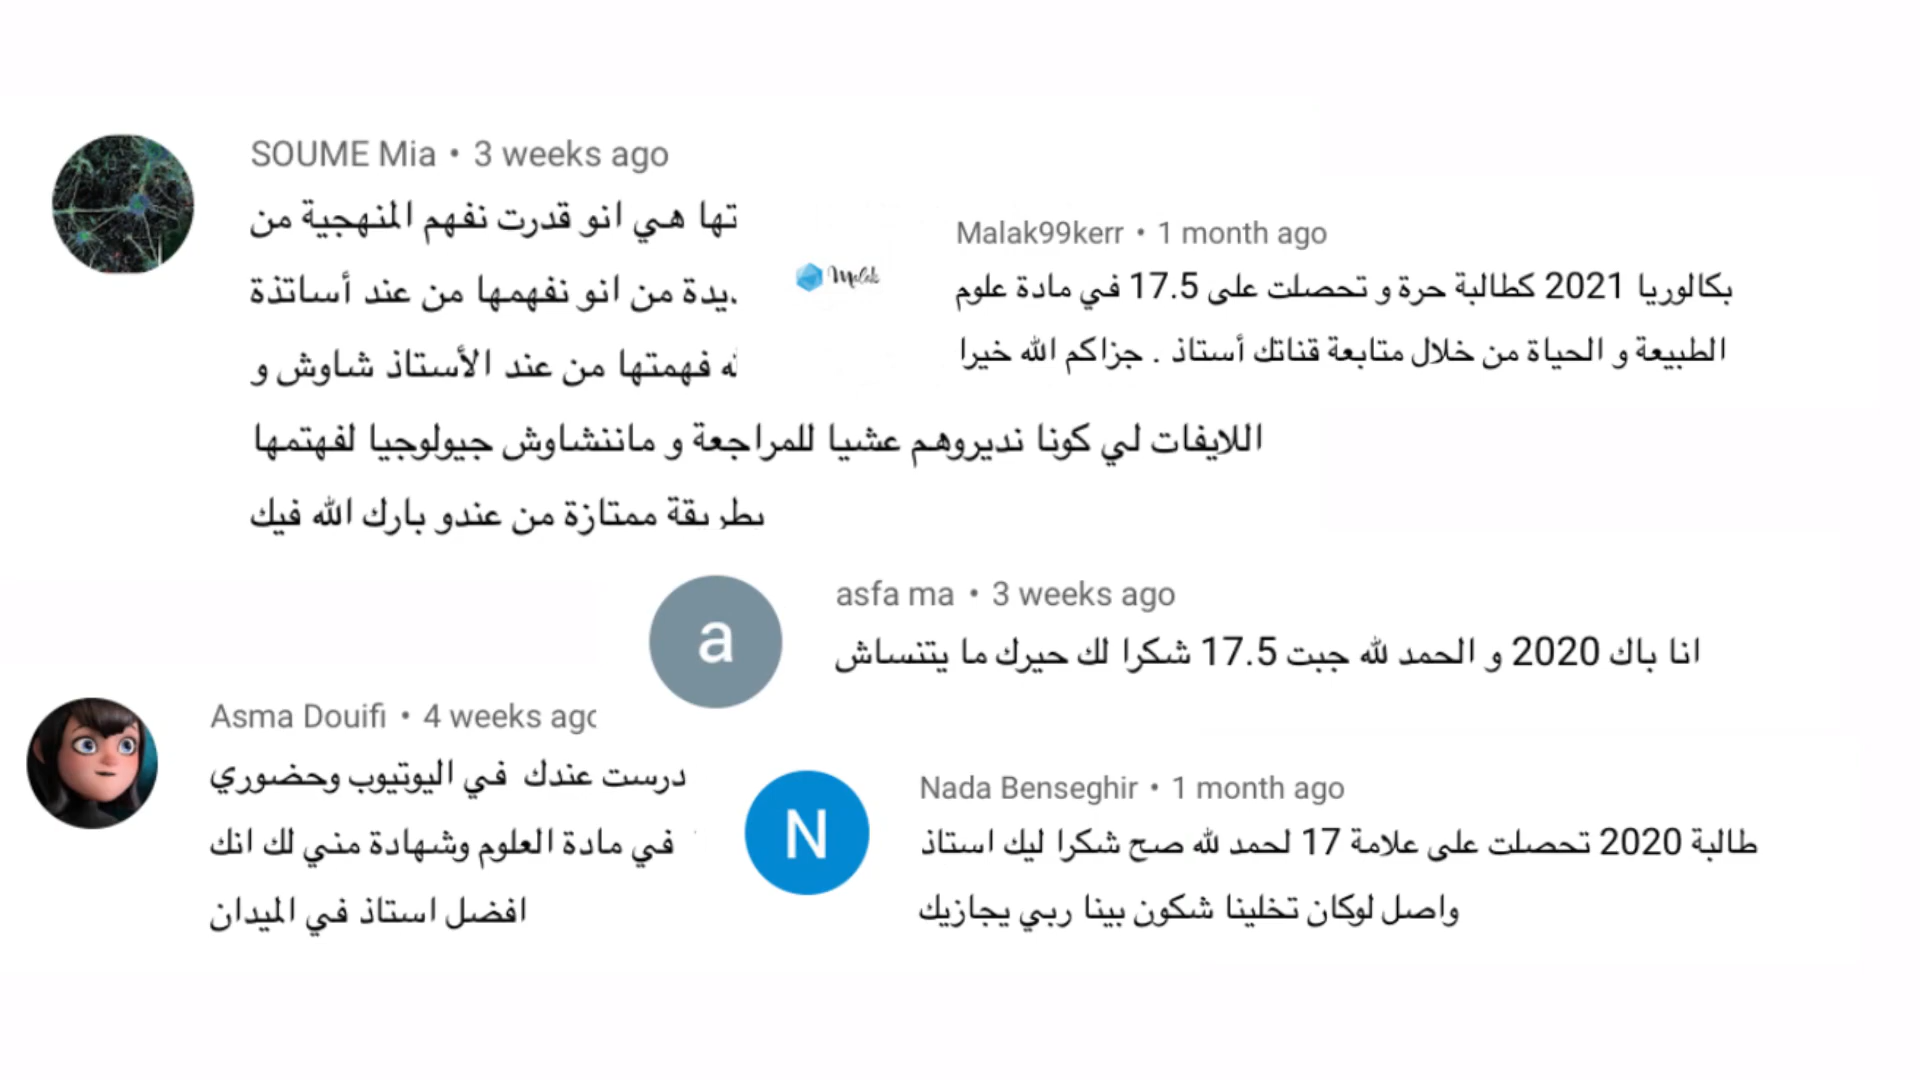 SOUME Mia • 3 weeks ago
هي انو قدرت نفهم المنهجية من
من انو نفهمها من عند أساتذة
فهمتها من عند الأستاذ شاوش و
اللايفات لي كونا نديروهم عشيا للمراجعة و ماننشاوش جيولوجيا لفهتمها
بطريقة ممتازة من عندو بارك الله فيك
Malak
Malak99kerr • 1 month ago
بكالوريا 2021 كطالبة حرة و تحصلت على 17.5 في مادة علوم
الطبيعة و الحياة من خلال متابعة قناتك أستاذ . جزاكم الله خيرا
a
asfa ma • 3 weeks ago
انا باك 2020 و الحمد لله جبت 17.5 شكرا لك حيرك ما يتنساش
Asma Douifi • 4 weeks ago
درست عندك في اليوتيوب وحضوري
في مادة العلوم وشهادة مني لك انك
افضل استاذ في الميدان
N
Nada Benseghir • 1 month ago
طالبة 2020 تحصلت على علامة 17 لحمد لله صح شكرا ليك استاذ
واصل لوكان تخلينا شكون بينا ربي يجازيك